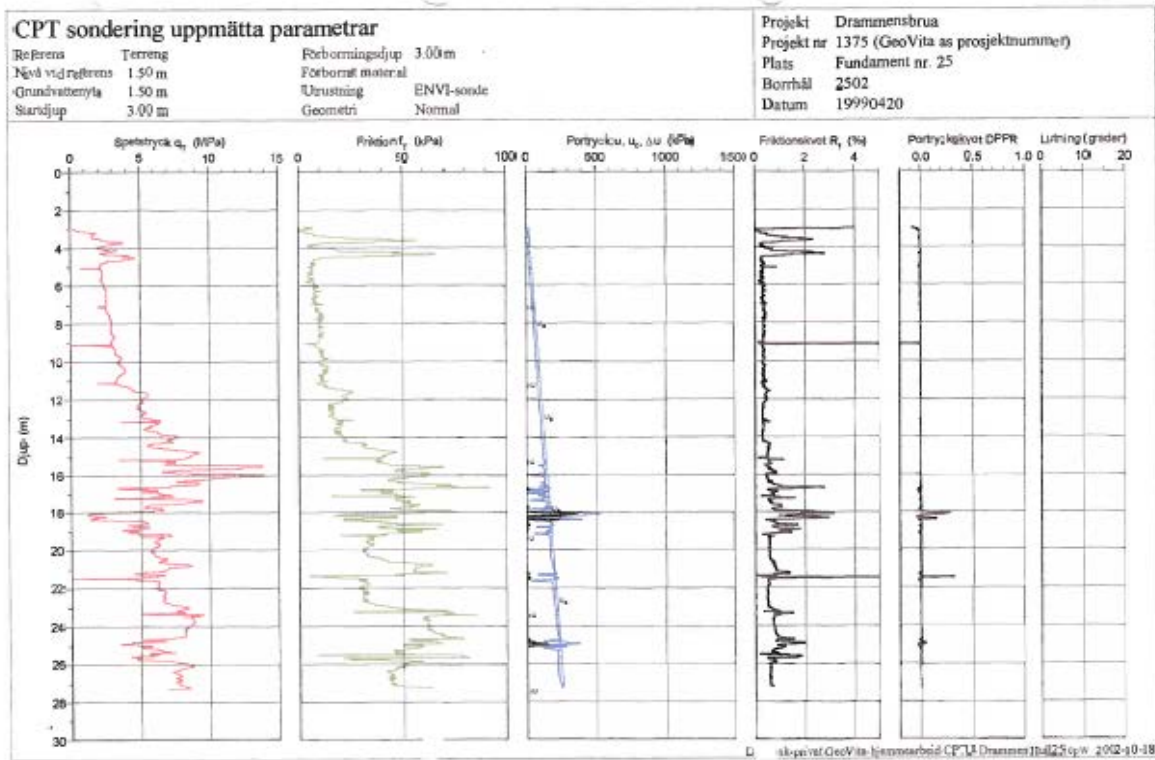 CPT sondering uppmätta parametrar
Referens Terreng
Nivå vid referens 1.50 m
Grundvattenyta 1.50 m
Startdjup 3.00 m
Förborrningsdjup 3.00 m
Förborrat material
Utrustning ENVI-sonde
Geometri Normal
Projekt Drammensbrua
Projekt nr 1375 (GeoVita as prosjektnummer)
Plats Fundament nr. 25
Borrhål 2502
Datum 19990420
Spetstryck qT (MPa)
0 5 10 15
Friktion fT (kPa)
0 50 100
Portryck u, u0, Δu (kPa)
0 500 1000 1500
Friktionskvot RT (%)
0 2 4
Portryckskvot DPPR
0.0 0.5 1.0
Lutning (grader)
0 10 20
Djup (m)
0
2
4
6
8
10
12
14
16
18
20
22
24
26
28
30
2002-10-18